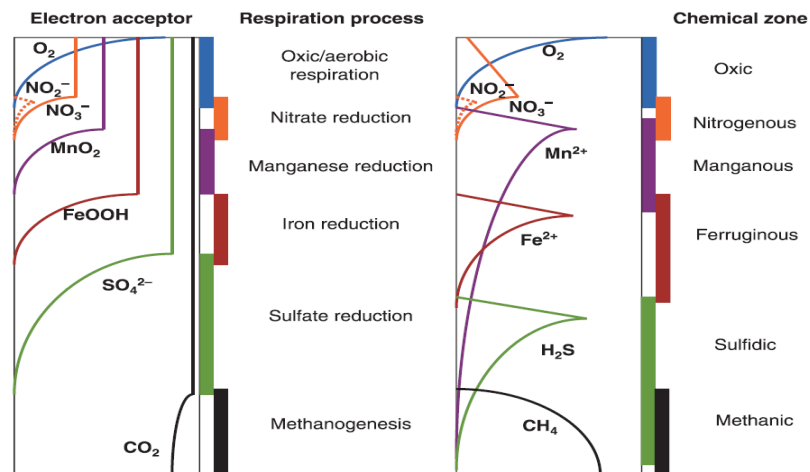 Electron acceptor
Respiration process
Chemical zone
O₂
NO₂⁻
NO₃⁻
MnO₂
FeOOH
SO₄²⁻
CO₂
Oxic/aerobic
respiration
Nitrate reduction
Manganese reduction
Iron reduction
Sulfate reduction
Methanogenesis
O₂
NO₂⁻
NO₃⁻
Mn²⁺
Fe²⁺
H₂S
CH₄
Oxic
Nitrogenous
Manganous
Ferruginous
Sulfidic
Methanic